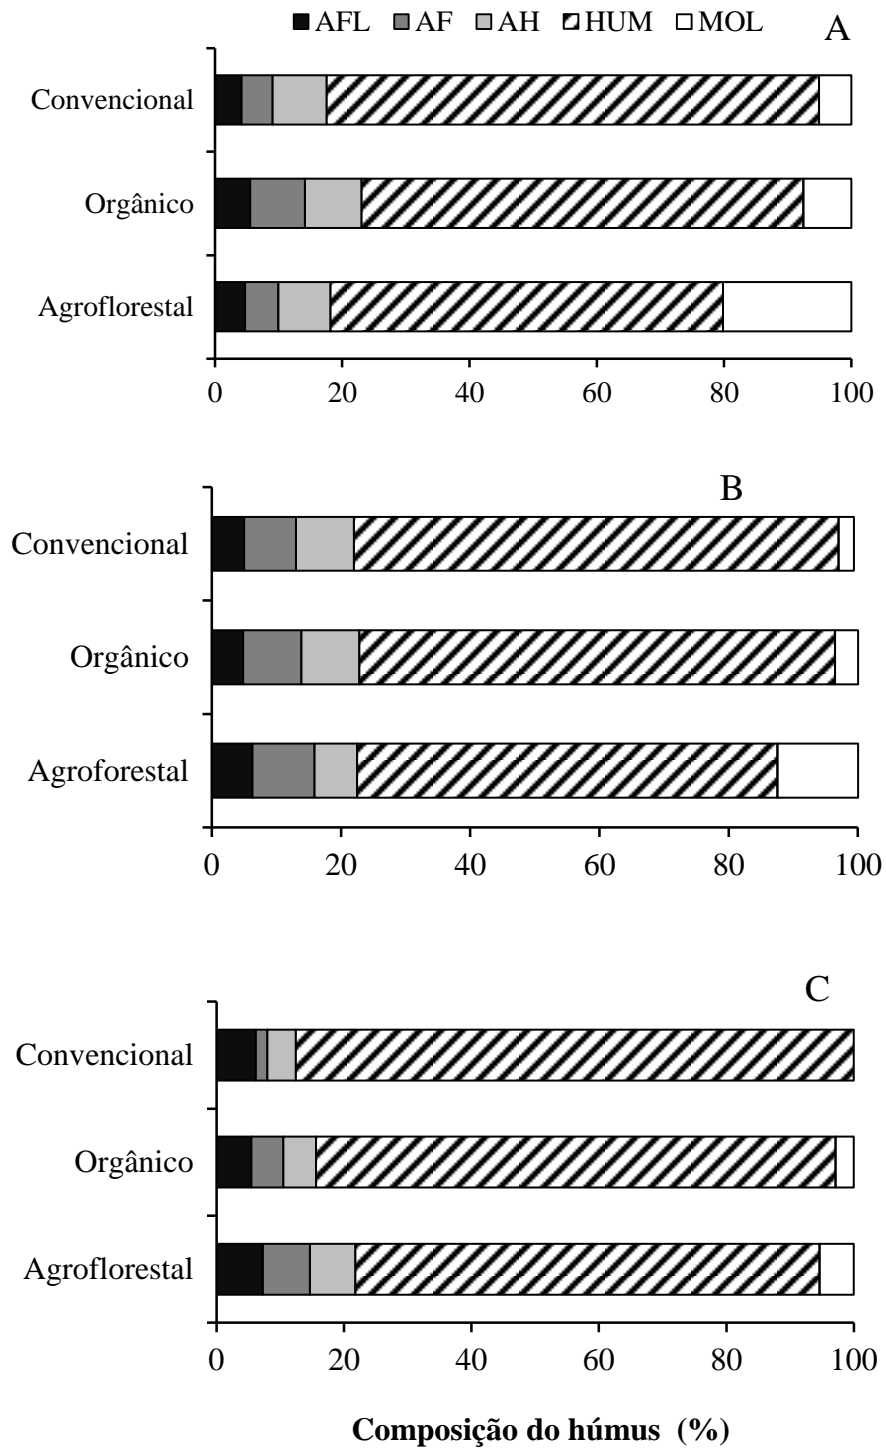 AFL AF AH HUM MOL
A
Convencional
Orgânico
Agroflorestal
0 20 40 60 80 100
B
Convencional
Orgânico
Agroforestal
0 20 40 60 80 100
C
Convencional
Orgânico
Agroflorestal
0 20 40 60 80 100
Composição do húmus (%)